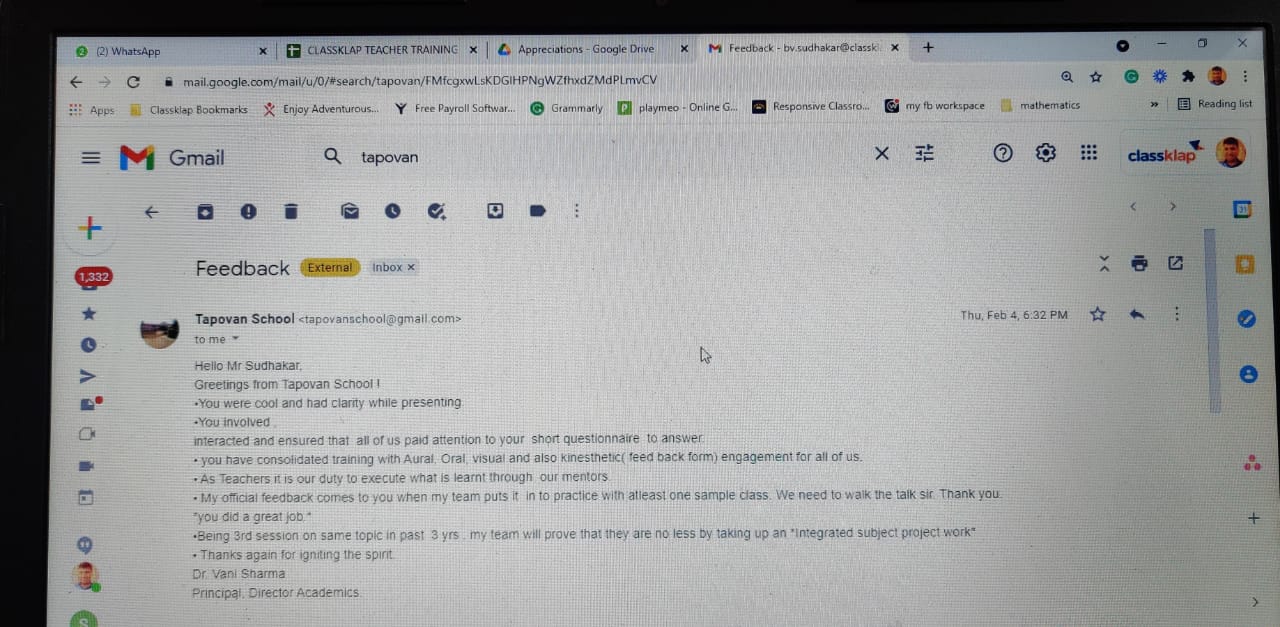 (2) WhatsApp
CLASSKLAP TEACHER TRAINING
Appreciations - Google Drive
Feedback - bv.sudhakar@classkl
mail.google.com/mail/u/0/#search/tapovan/FMfcgxwLsKDGlHPNgWZfhxdZMdPLmvCV
Apps
Classklap Bookmarks
Enjoy Adventurous...
Free Payroll Softwar...
Grammarly
playmeo - Online G...
Responsive Classro...
my fb workspace
mathematics
»
Reading list
Gmail
tapovan
classklap
31
1,332
Feedback
External
Inbox ×
Tapovan School <tapovanschool@gmail.com>
Thu, Feb 4, 6:32 PM
to me
Hello Mr Sudhakar,
Greetings from Tapovan School !
•You were cool and had clarity while presenting.
•You involved ,
interacted and ensured that  all of us paid attention to your  short questionnaire  to answer.
• you have consolidated training with Aural, Oral, visual and also kinesthetic( feed back form) engagement for all of us.
• As Teachers it is our duty to execute what is learnt through  our mentors.
• My official feedback comes to you when my team puts it  in to practice with atleast one sample class. We need to walk the talk sir. Thank you.
*you did a great job.*
•Being 3rd session on same topic in past  3 yrs , my team will prove that they are no less by taking up an *Integrated subject project work*
• Thanks again for igniting the spirit.
Dr. Vani Sharma
Principal, Director Academics.
S